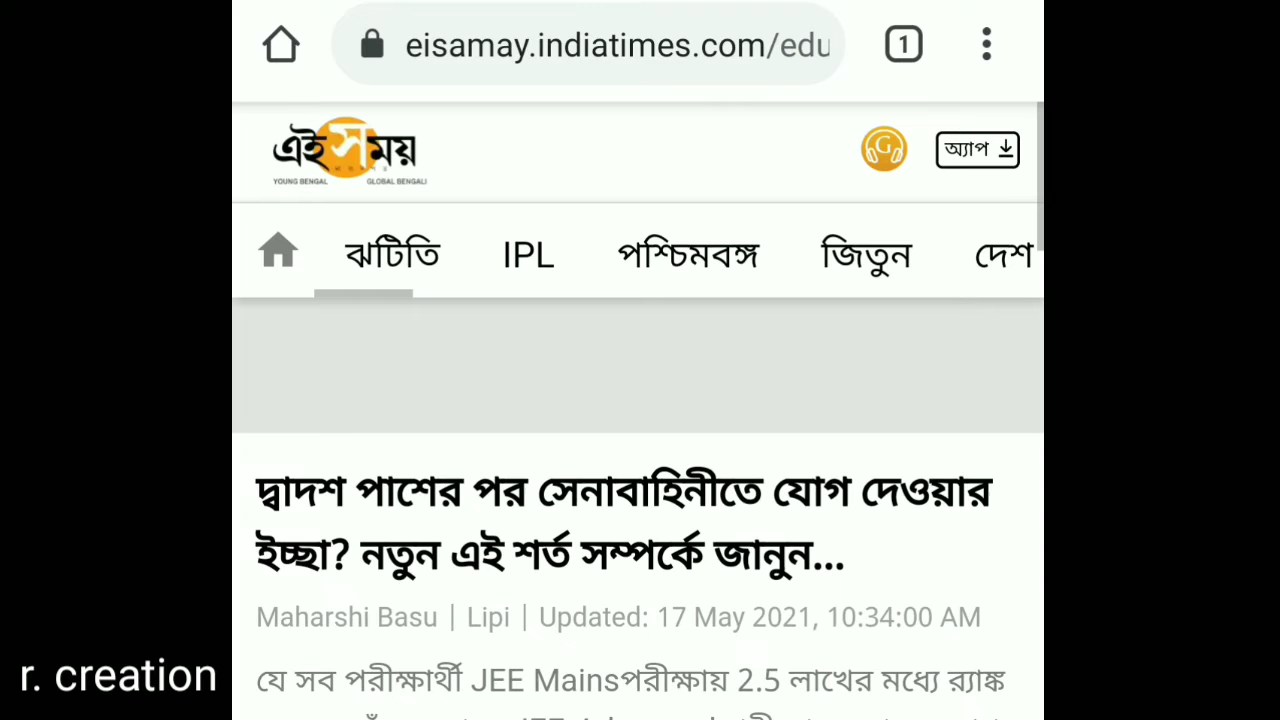 eisamay.indiatimes.com/edu
1
এই সময়
YOUNG BENGAL GLOBAL BENGALI
G
অ্যাপ
ঝটিতি IPL পশ্চিমবঙ্গ জিতুন দেশ
দ্বাদশ পাশের পর সেনাবাহিনীতে যোগ দেওয়ার
ইচ্ছা? নতুন এই শর্ত সম্পর্কে জানুন...
Maharshi Basu | Lipi | Updated: 17 May 2021, 10:34:00 AM
যে সব পরীক্ষার্থী JEE Mainsপরীক্ষায় 2.5 লাখের মধ্যে র‍্যাঙ্ক
r. creation